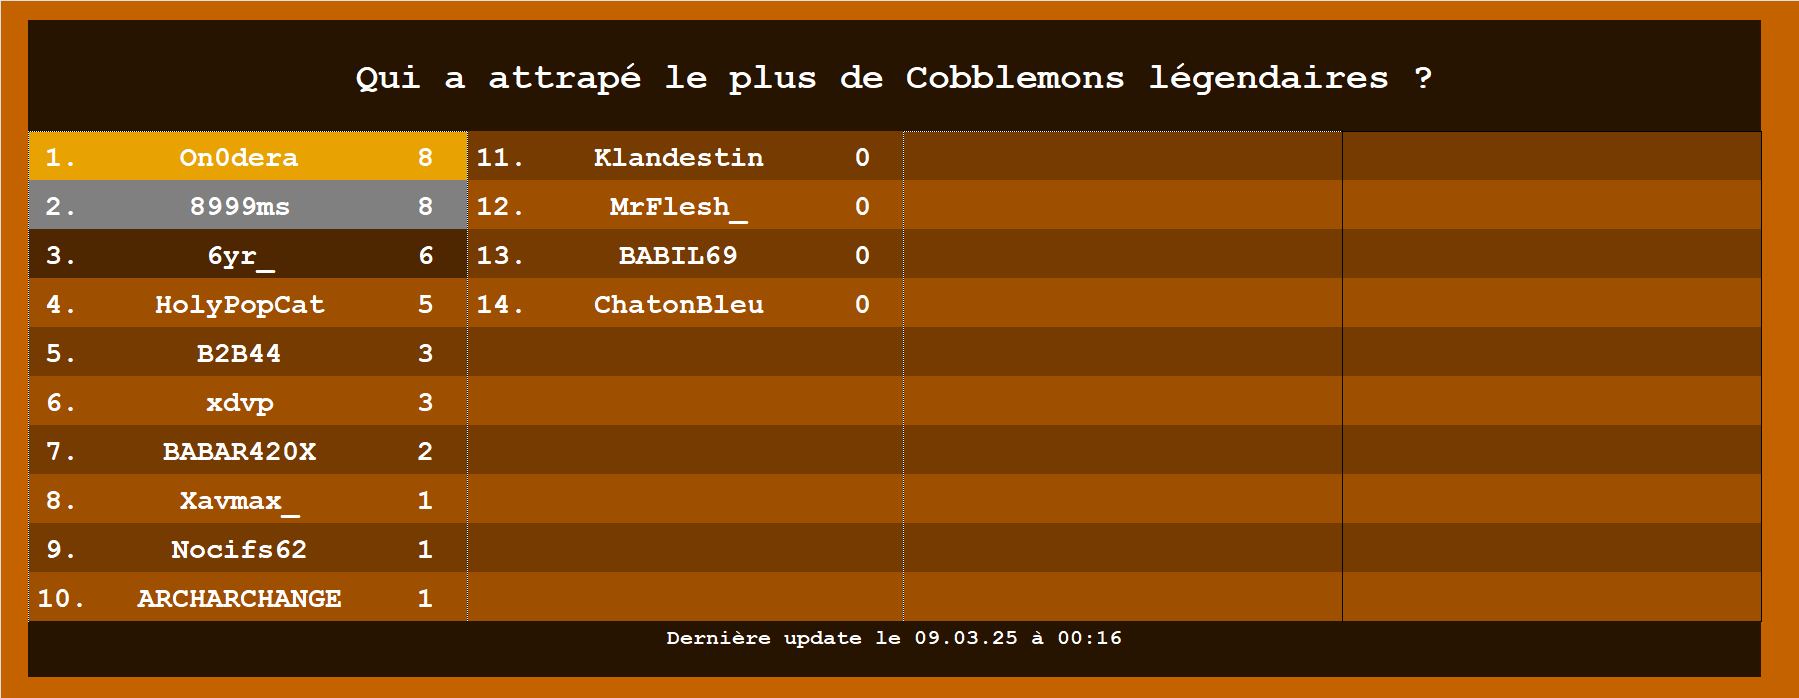 Qui a attrapé le plus de Cobblemons légendaires ?
1. On0dera 8
2. 8999ms 8
3. 6yr_ 6
4. HolyPopCat 5
5. B2B44 3
6. xdvp 3
7. BABAR420X 2
8. Xavmax_ 1
9. Nocifs62 1
10. ARCHARCHANGE 1
11. Klandestin 0
12. MrFlesh_ 0
13. BABIL69 0
14. ChatonBleu 0
Dernière update le 09.03.25 à 00:16